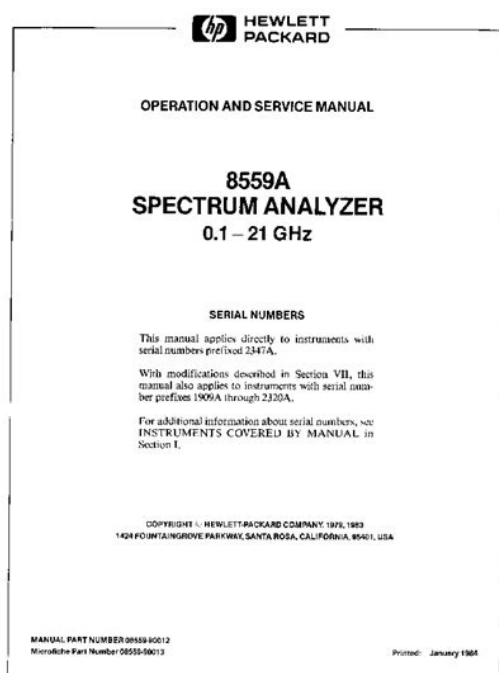 hp HEWLETT
PACKARD
OPERATION AND SERVICE MANUAL
8559A
SPECTRUM ANALYZER
0.1 – 21 GHz
SERIAL NUMBERS
This manual applies directly to instruments with
serial numbers prefixed 2347A.
With modifications described in Section VII, this
manual also applies to instruments with serial num-
ber prefixes 1909A through 2320A.
For additional information about serial numbers, see
INSTRUMENTS COVERED BY MANUAL in
Section I.
COPYRIGHT © HEWLETT-PACKARD COMPANY. 1979, 1983
1424 FOUNTAINGROVE PARKWAY, SANTA ROSA, CALIFORNIA, 95401, USA
MANUAL PART NUMBER 08559-90012
Microfiche Part Number 08559-90013
Printed: January 1984